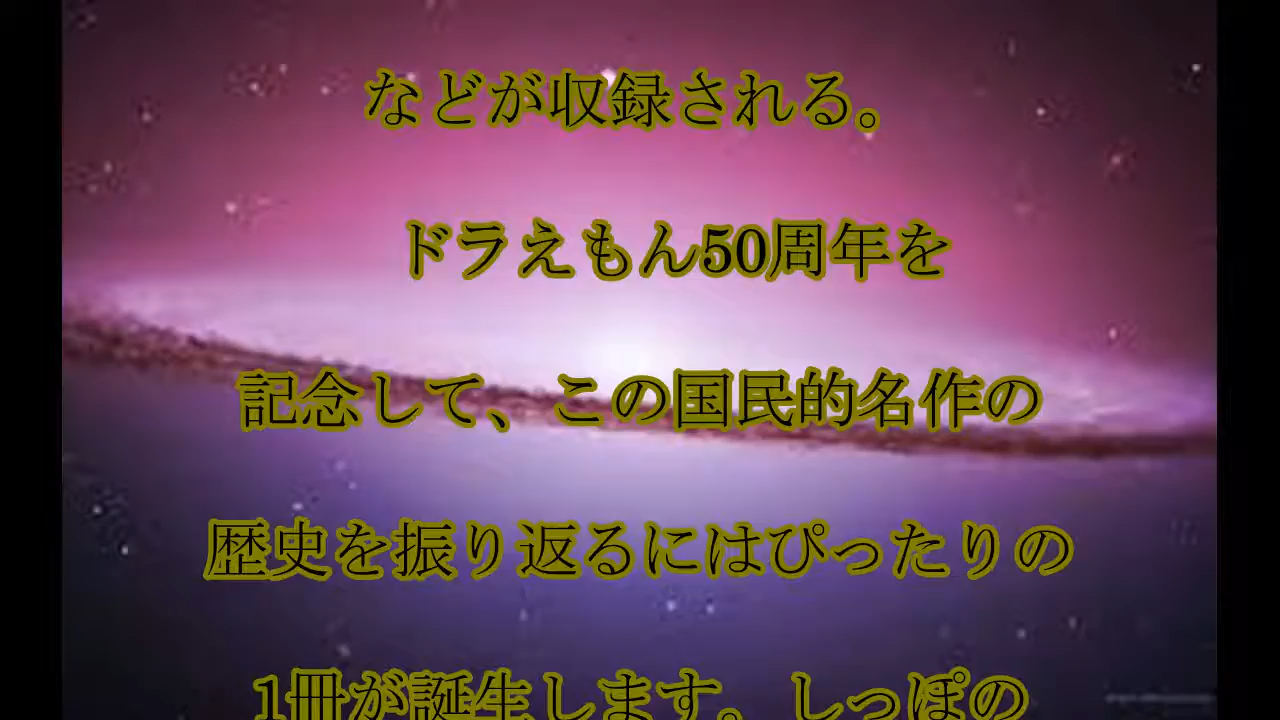 などが収録される。
ドラえもん50周年を
記念して、この国民的名作の
歴史を振り返るにはぴったりの
1冊が誕生します。しっぽの